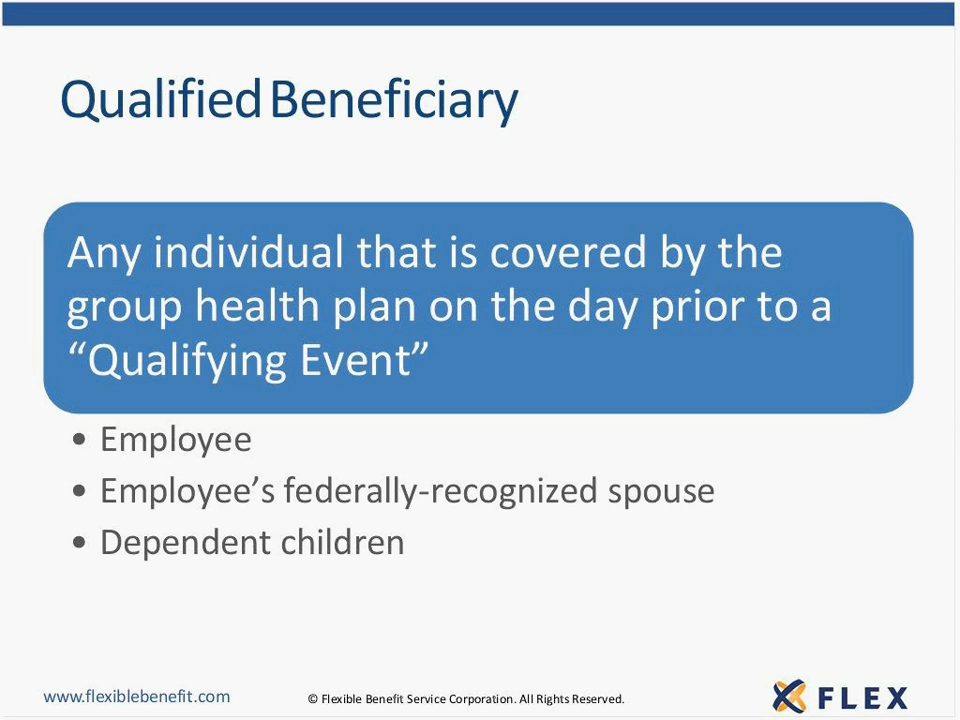 Qualified Beneficiary
Any individual that is covered by the
group health plan on the day prior to a
“Qualifying Event”
• Employee
• Employee’s federally-recognized spouse
• Dependent children
www.flexiblebenefit.com
© Flexible Benefit Service Corporation. All Rights Reserved.
FLEX